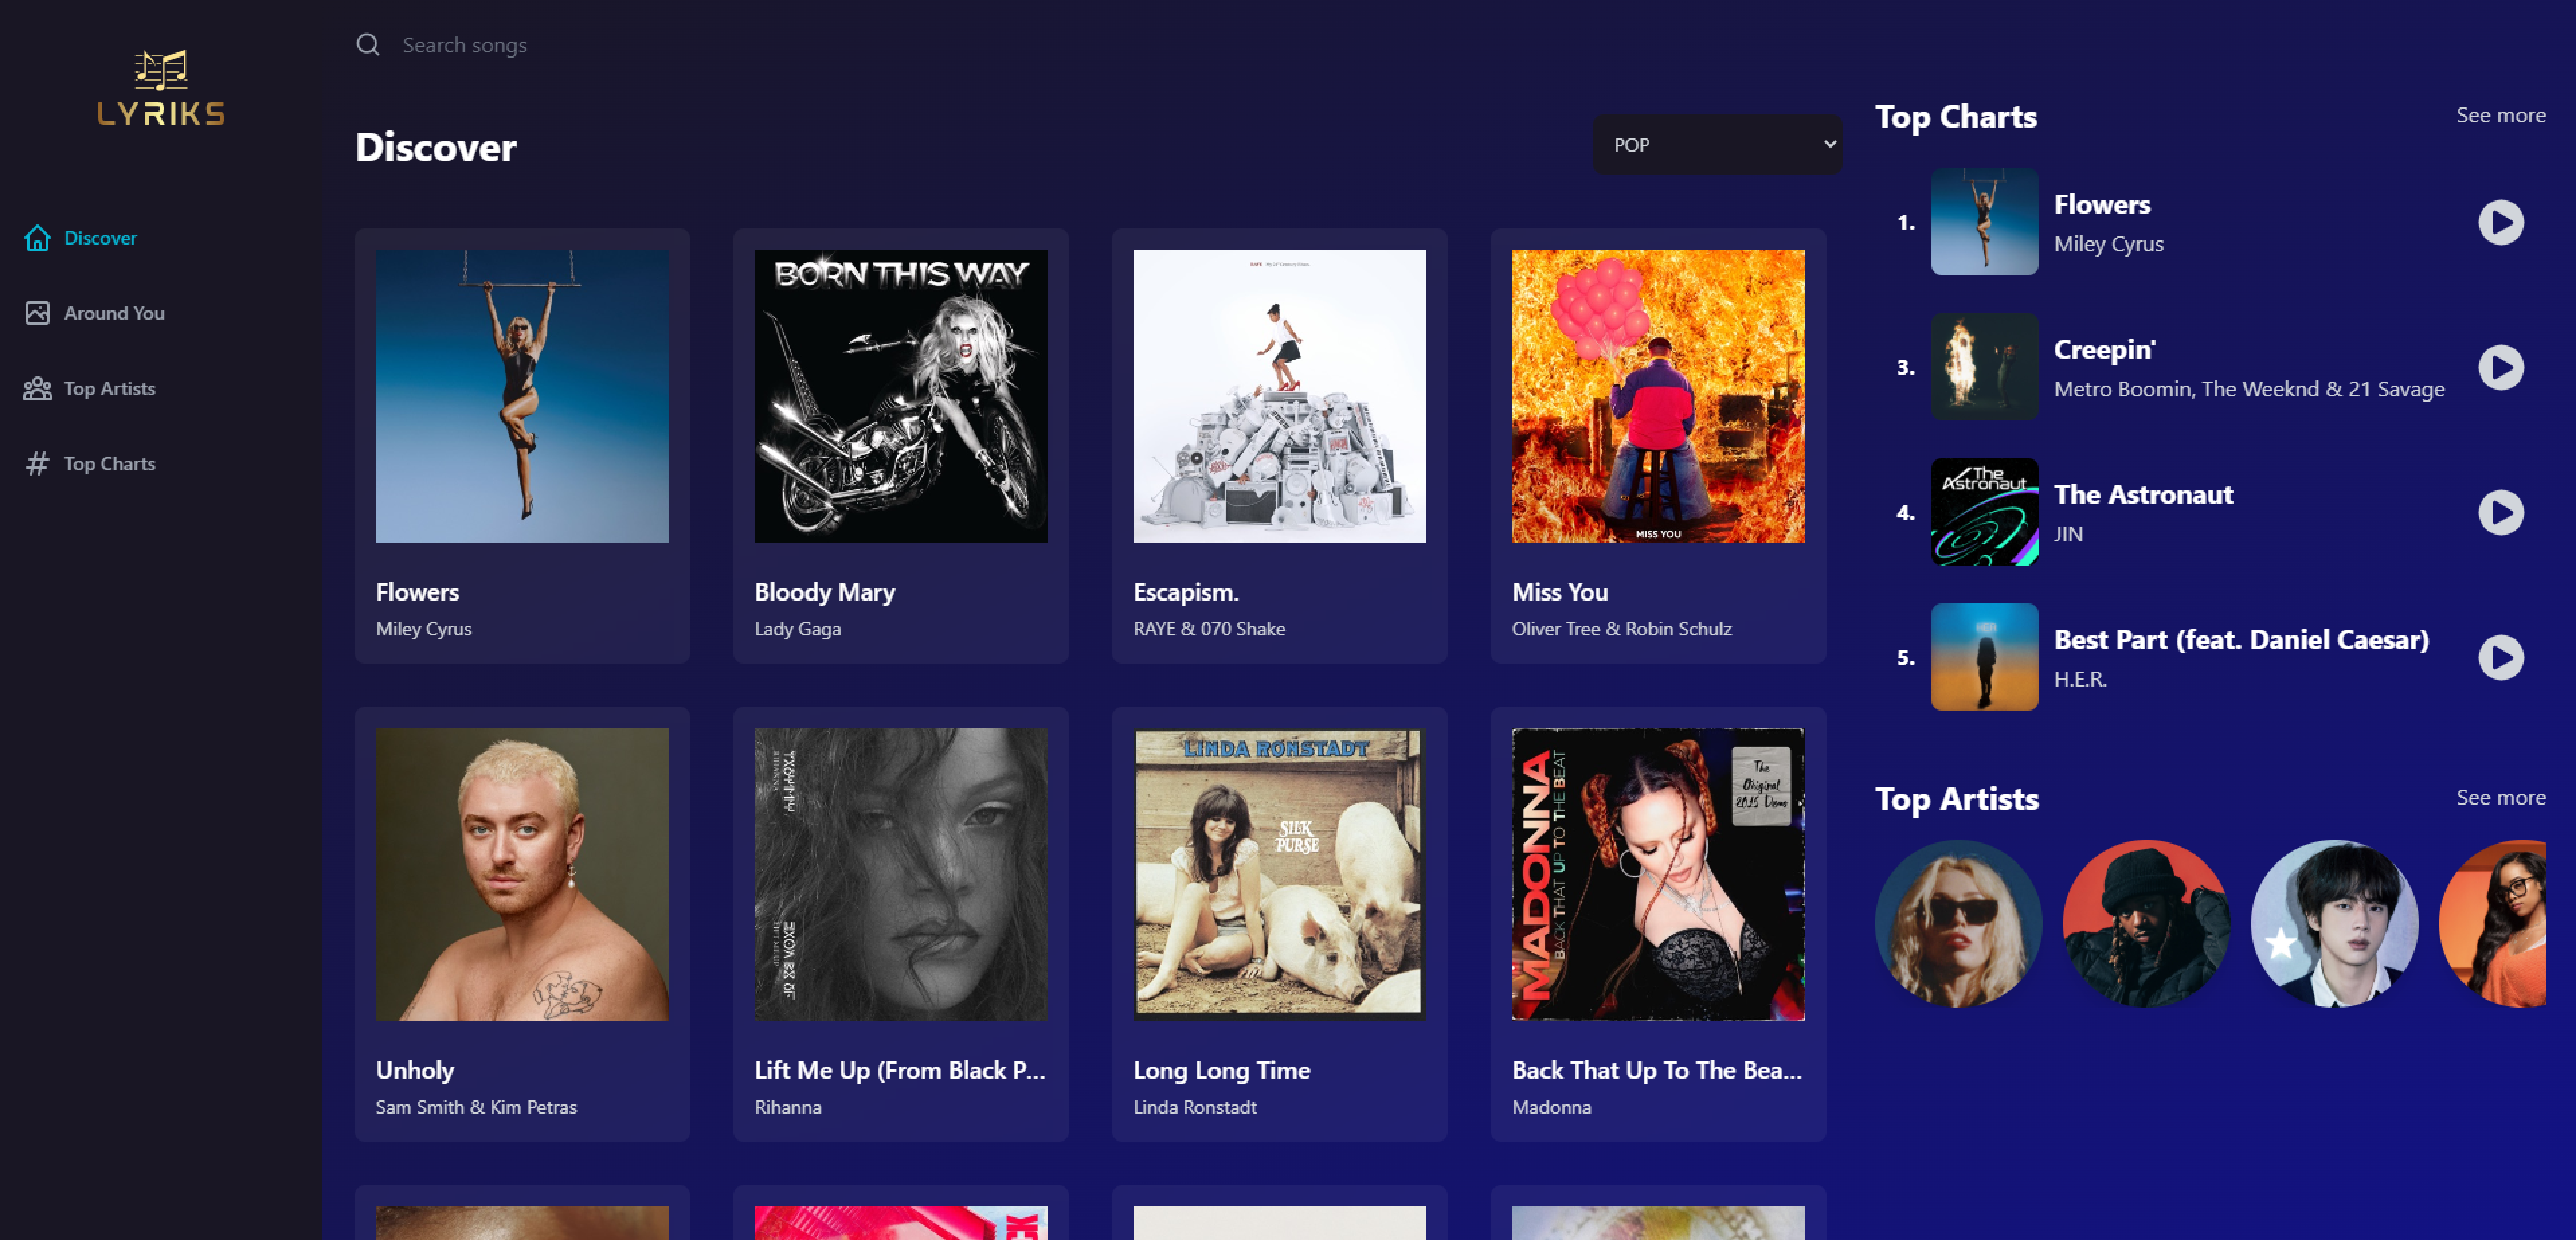 LYRIKS
Discover
Around You
Top Artists
Top Charts
Search songs
Discover
POP
BORN THIS WAY
Flowers
Miley Cyrus
Bloody Mary
Lady Gaga
Escapism.
RAYE & 070 Shake
MISS YOU
Miss You
Oliver Tree & Robin Schulz
Unholy
Sam Smith & Kim Petras
RIHANNA
LIFT ME UP
Lift Me Up (From Black P...
Rihanna
LINDA RONSTADT
SILK
PURSE
Long Long Time
Linda Ronstadt
MADONNA
BACK THAT UP TO THE BEAT
The
Original
2015 Demo
Back That Up To The Bea...
Madonna
Top Charts
See more
1.
Flowers
Miley Cyrus
3.
Creepin'
Metro Boomin, The Weeknd & 21 Savage
4.
The
Astronaut
The Astronaut
JIN
5.
HER
Best Part (feat. Daniel Caesar)
H.E.R.
Top Artists
See more